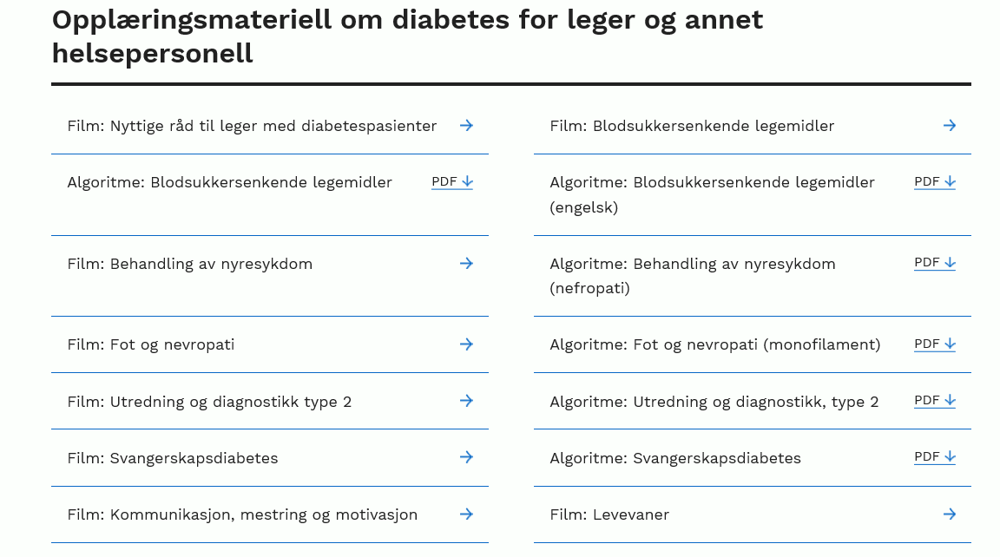 Opplæringsmateriell om diabetes for leger og annet
helsepersonell
Film: Nyttige råd til leger med diabetespasienter
Film: Blodsukkersenkende legemidler
Algoritme: Blodsukkersenkende legemidler PDF
Algoritme: Blodsukkersenkende legemidler PDF
(engelsk)
Film: Behandling av nyresykdom
Algoritme: Behandling av nyresykdom PDF
(nefropati)
Film: Fot og nevropati
Algoritme: Fot og nevropati (monofilament) PDF
Film: Utredning og diagnostikk type 2
Algoritme: Utredning og diagnostikk, type 2 PDF
Film: Svangerskapsdiabetes
Algoritme: Svangerskapsdiabetes PDF
Film: Kommunikasjon, mestring og motivasjon
Film: Levevaner